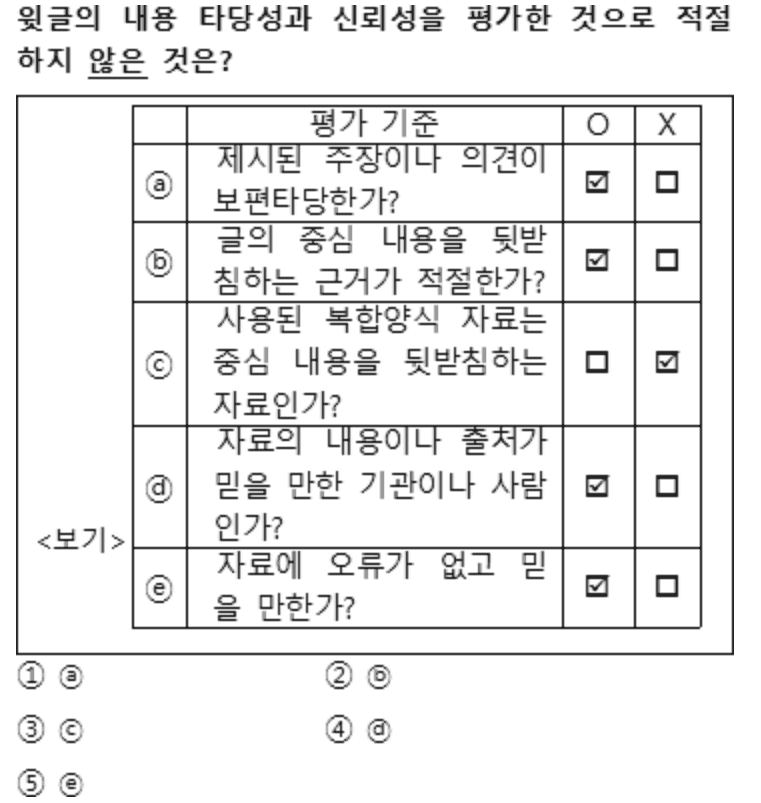 윗글의 내용 타당성과 신뢰성을 평가한 것으로 적절
하지 않은 것은?
평가 기준 O X
ⓐ 제시된 주장이나 의견이
보편타당한가? ☑ ☐
ⓑ 글의 중심 내용을 뒷받
침하는 근거가 적절한가? ☑ ☐
ⓒ 사용된 복합양식 자료는
중심 내용을 뒷받침하는
자료인가? ☐ ☑
ⓓ 자료의 내용이나 출처가
믿을 만한 기관이나 사람
인가? ☑ ☐
<보기>
ⓔ 자료에 오류가 없고 믿
을 만한가? ☑ ☐
① ⓐ ② ⓑ
③ ⓒ ④ ⓓ
⑤ ⓔ